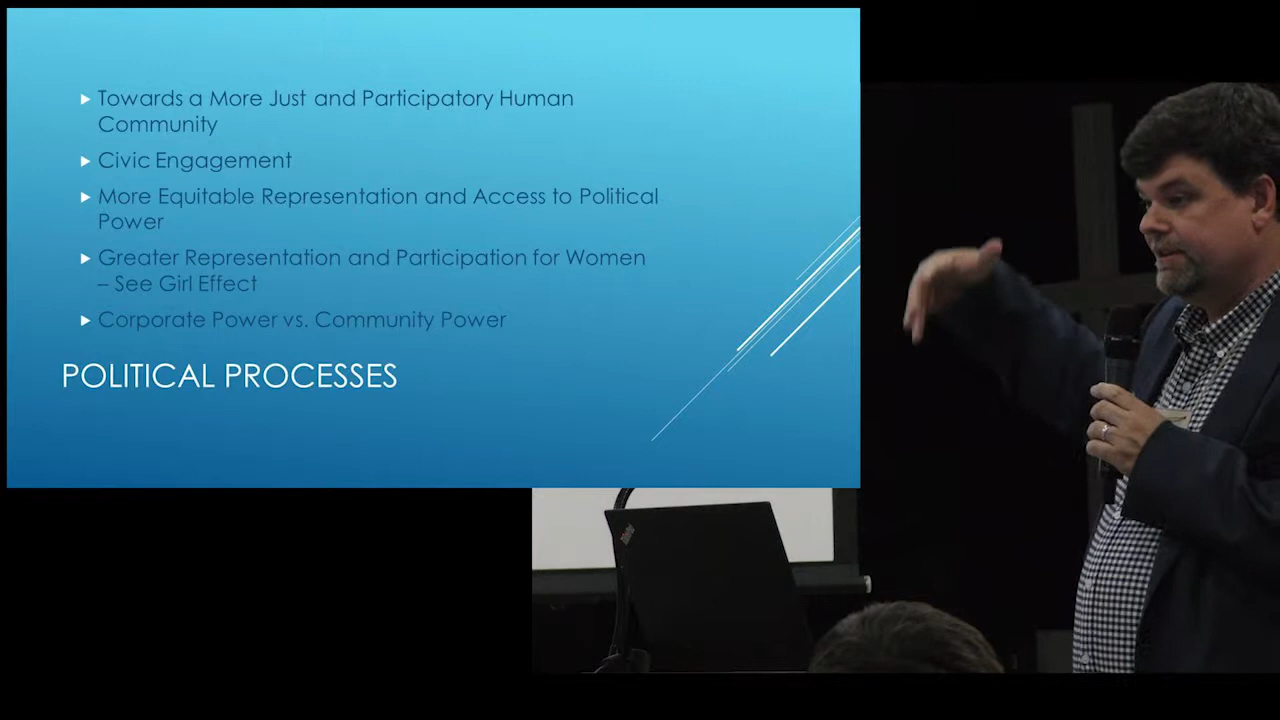 Towards a More Just and Participatory Human
Community
Civic Engagement
More Equitable Representation and Access to Political
Power
Greater Representation and Participation for Women
– See Girl Effect
Corporate Power vs. Community Power
POLITICAL PROCESSES